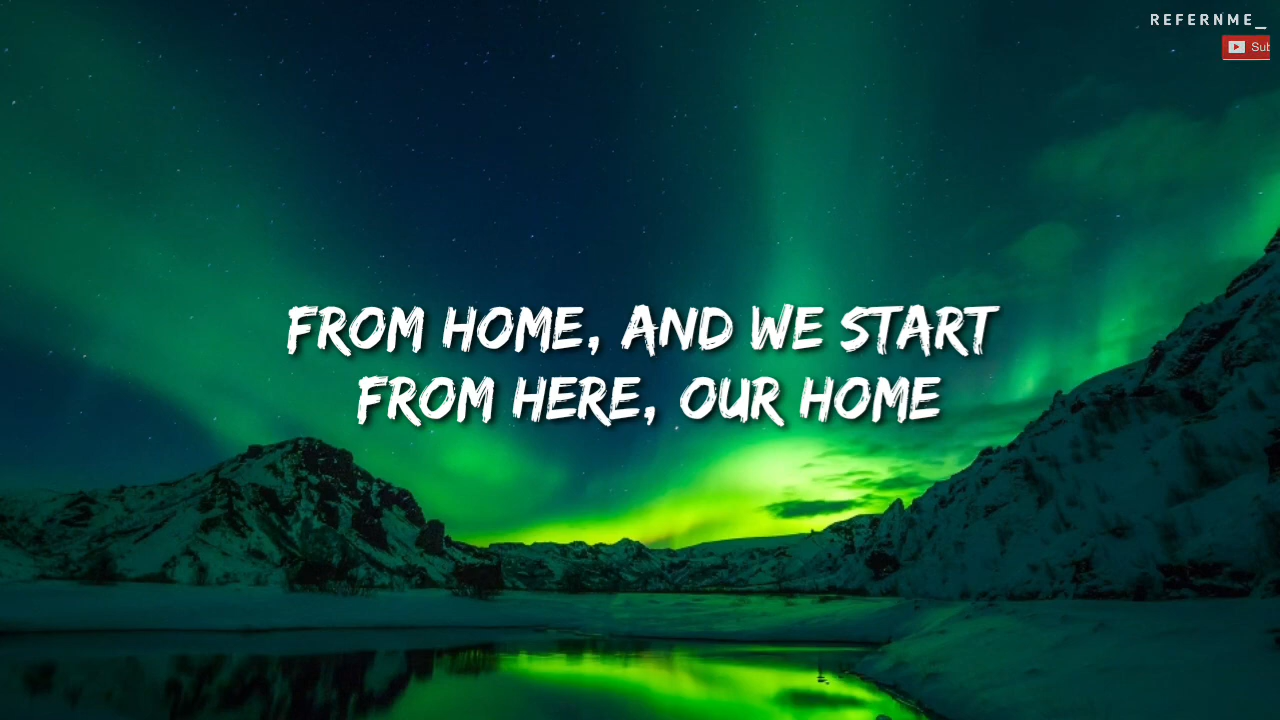 REFERNME_
Sub
FROM HOME, AND WE START
FROM HERE, OUR HOME